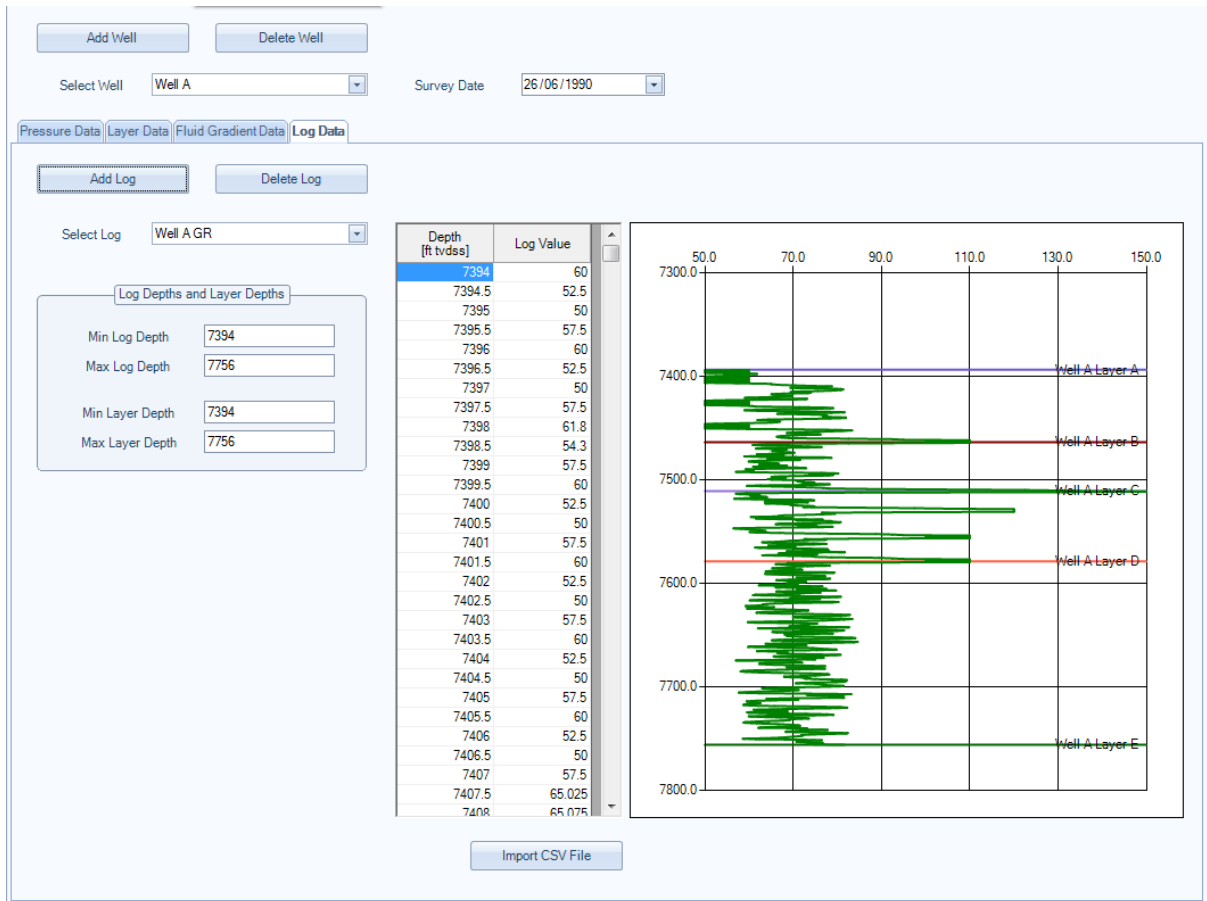 Add Well Delete Well
Select Well Well A Survey Date 26/06/1990
Pressure Data Layer Data Fluid Gradient Data Log Data
Add Log Delete Log
Select Log Well A GR
Log Depths and Layer Depths
Min Log Depth 7394
Max Log Depth 7756
Min Layer Depth 7394
Max Layer Depth 7756
Depth Log Value
[ft tvdss]
7394 60
7394.5 52.5
7395 50
7395.5 57.5
7396 60
7396.5 52.5
7397 50
7397.5 57.5
7398 61.8
7398.5 54.3
7399 57.5
7399.5 60
7400 52.5
7400.5 50
7401 57.5
7401.5 60
7402 52.5
7402.5 50
7403 57.5
7403.5 60
7404 52.5
7404.5 50
7405 57.5
7405.5 60
7406 52.5
7406.5 50
7407 57.5
7407.5 65.025
7408 65.075
50.0 70.0 90.0 110.0 130.0 150.0
7300.0
7400.0
7500.0
7600.0
7700.0
7800.0
Well A Layer A
Well A Layer B
Well A Layer C
Well A Layer D
Well A Layer E
Import CSV File